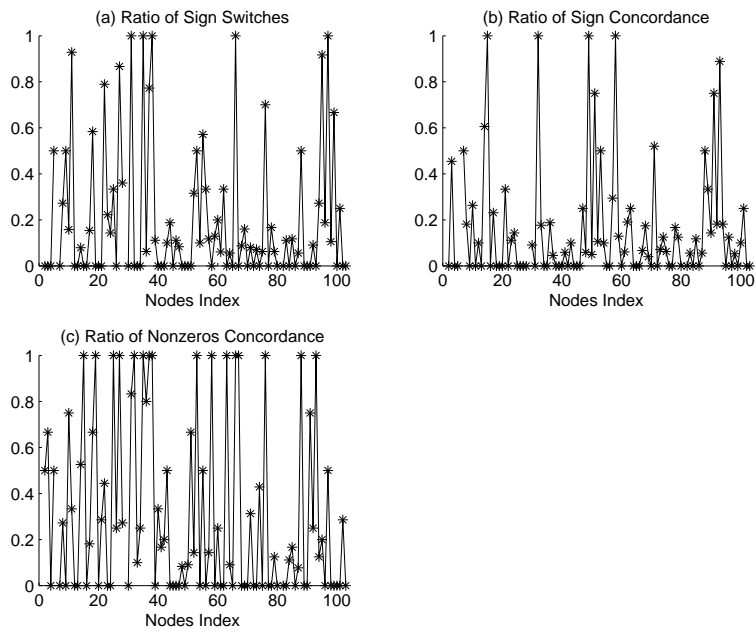 (a) Ratio of Sign Switches
1
0.8
0.6
0.4
0.2
0
0 20 40 60 80 100
Nodes Index
(b) Ratio of Sign Concordance
1
0.8
0.6
0.4
0.2
0
0 20 40 60 80 100
Nodes Index
(c) Ratio of Nonzeros Concordance
1
0.8
0.6
0.4
0.2
0
0 20 40 60 80 100
Nodes Index